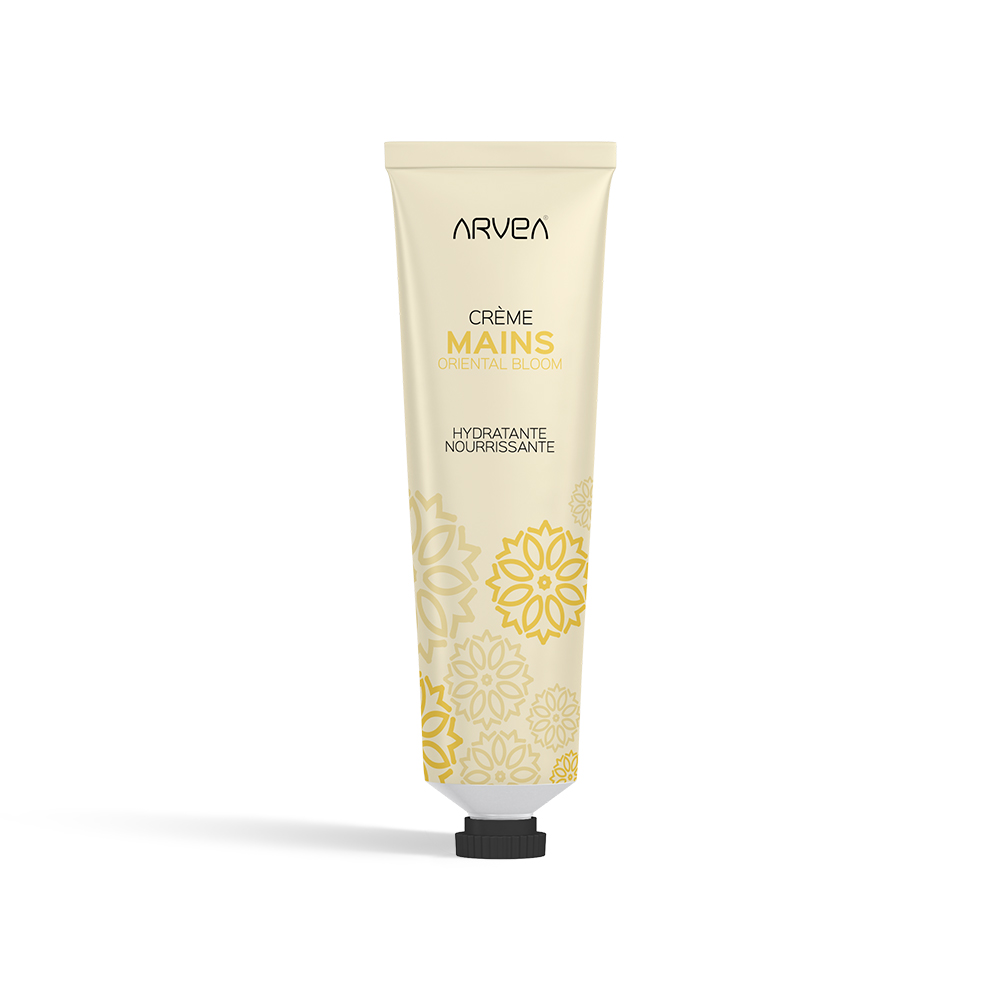 ARVEA®
CRÈME
MAINS
ORIENTAL BLOOM
HYDRATANTE
NOURRISSANTE